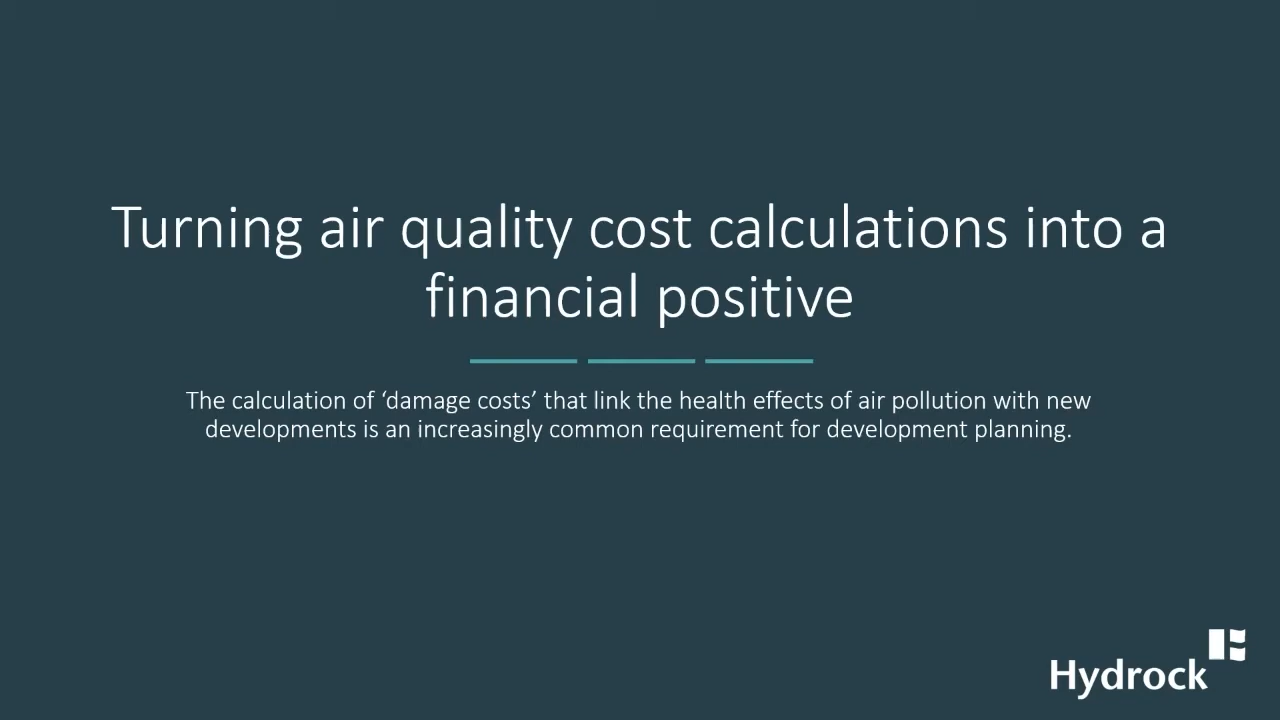 Turning air quality cost calculations into a
financial positive
The calculation of ‘damage costs’ that link the health effects of air pollution with new
developments is an increasingly common requirement for development planning.
Hydrock